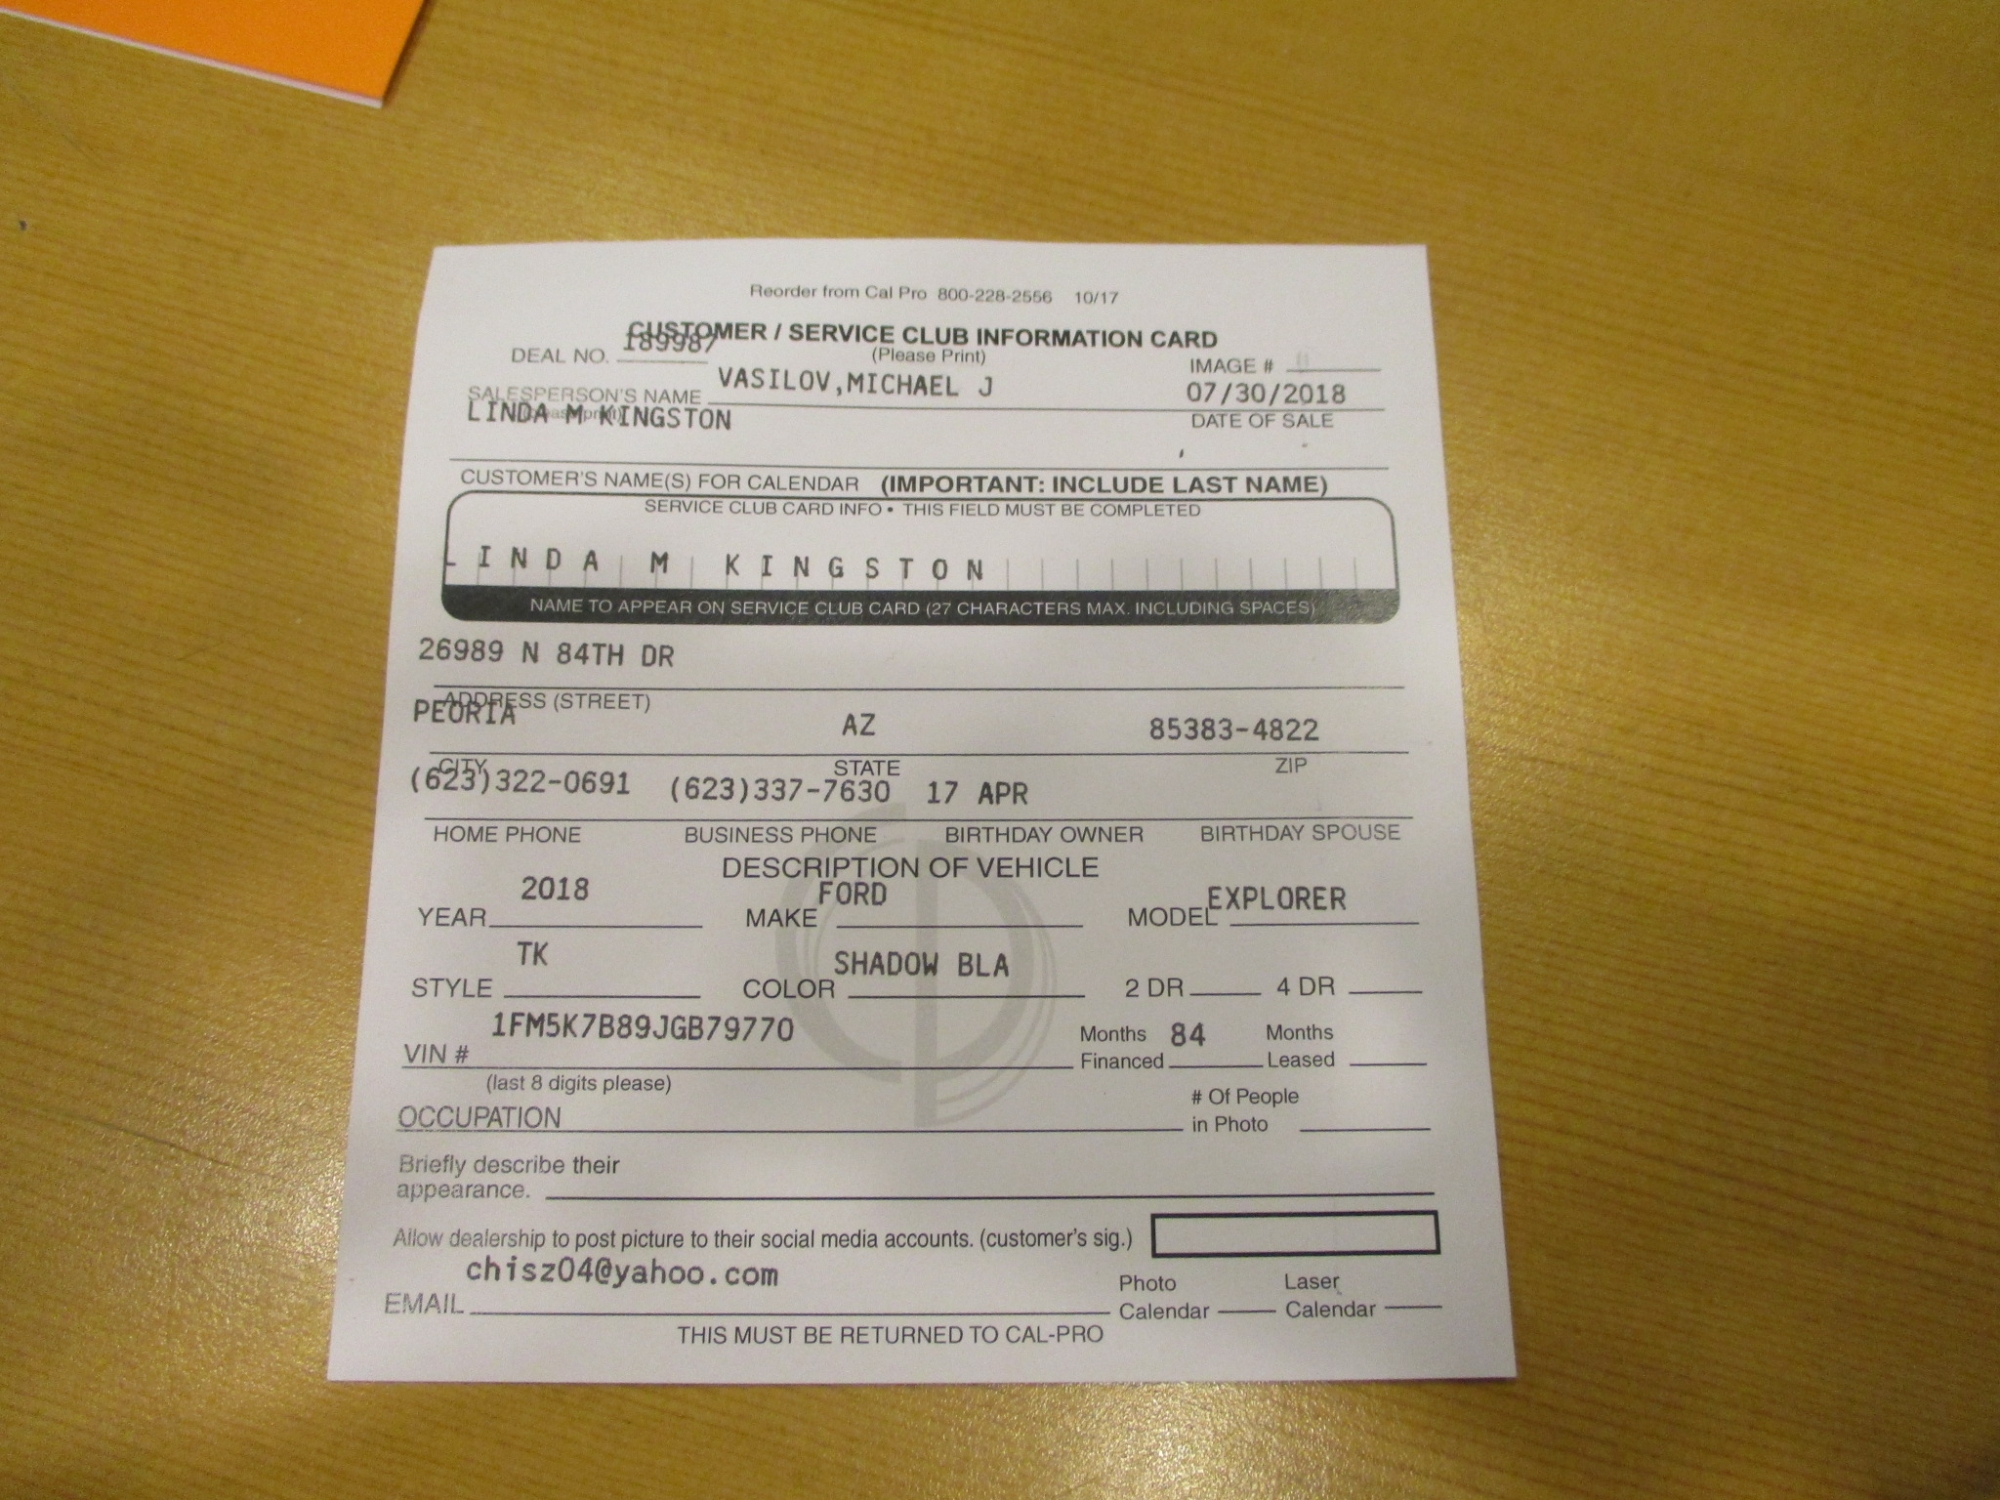 Reorder from Cal Pro 800-228-2556 10/17
CUSTOMER / SERVICE CLUB INFORMATION CARD
DEAL NO. 189987 (Please Print) IMAGE #
SALESPERSON'S NAME VASILOV,MICHAEL J 07/30/2018
(please print) DATE OF SALE
LINDA M KINGSTON
CUSTOMER'S NAME(S) FOR CALENDAR (IMPORTANT: INCLUDE LAST NAME)
SERVICE CLUB CARD INFO • THIS FIELD MUST BE COMPLETED
LINDA M KINGSTON
NAME TO APPEAR ON SERVICE CLUB CARD (27 CHARACTERS MAX. INCLUDING SPACES)
26989 N 84TH DR
ADDRESS (STREET)
PEORIA AZ 85383-4822
CITY STATE ZIP
(623)322-0691 (623)337-7630 17 APR
HOME PHONE BUSINESS PHONE BIRTHDAY OWNER BIRTHDAY SPOUSE
DESCRIPTION OF VEHICLE
YEAR 2018 MAKE FORD MODEL EXPLORER
STYLE TK COLOR SHADOW BLA 2 DR 4 DR
VIN # 1FM5K7B89JGB79770 Months Financed 84 Months Leased
(last 8 digits please)
OCCUPATION # Of People in Photo
Briefly describe their
appearance.
Allow dealership to post picture to their social media accounts. (customer's sig.)
EMAIL chisz04@yahoo.com Photo Calendar Laser Calendar
THIS MUST BE RETURNED TO CAL-PRO